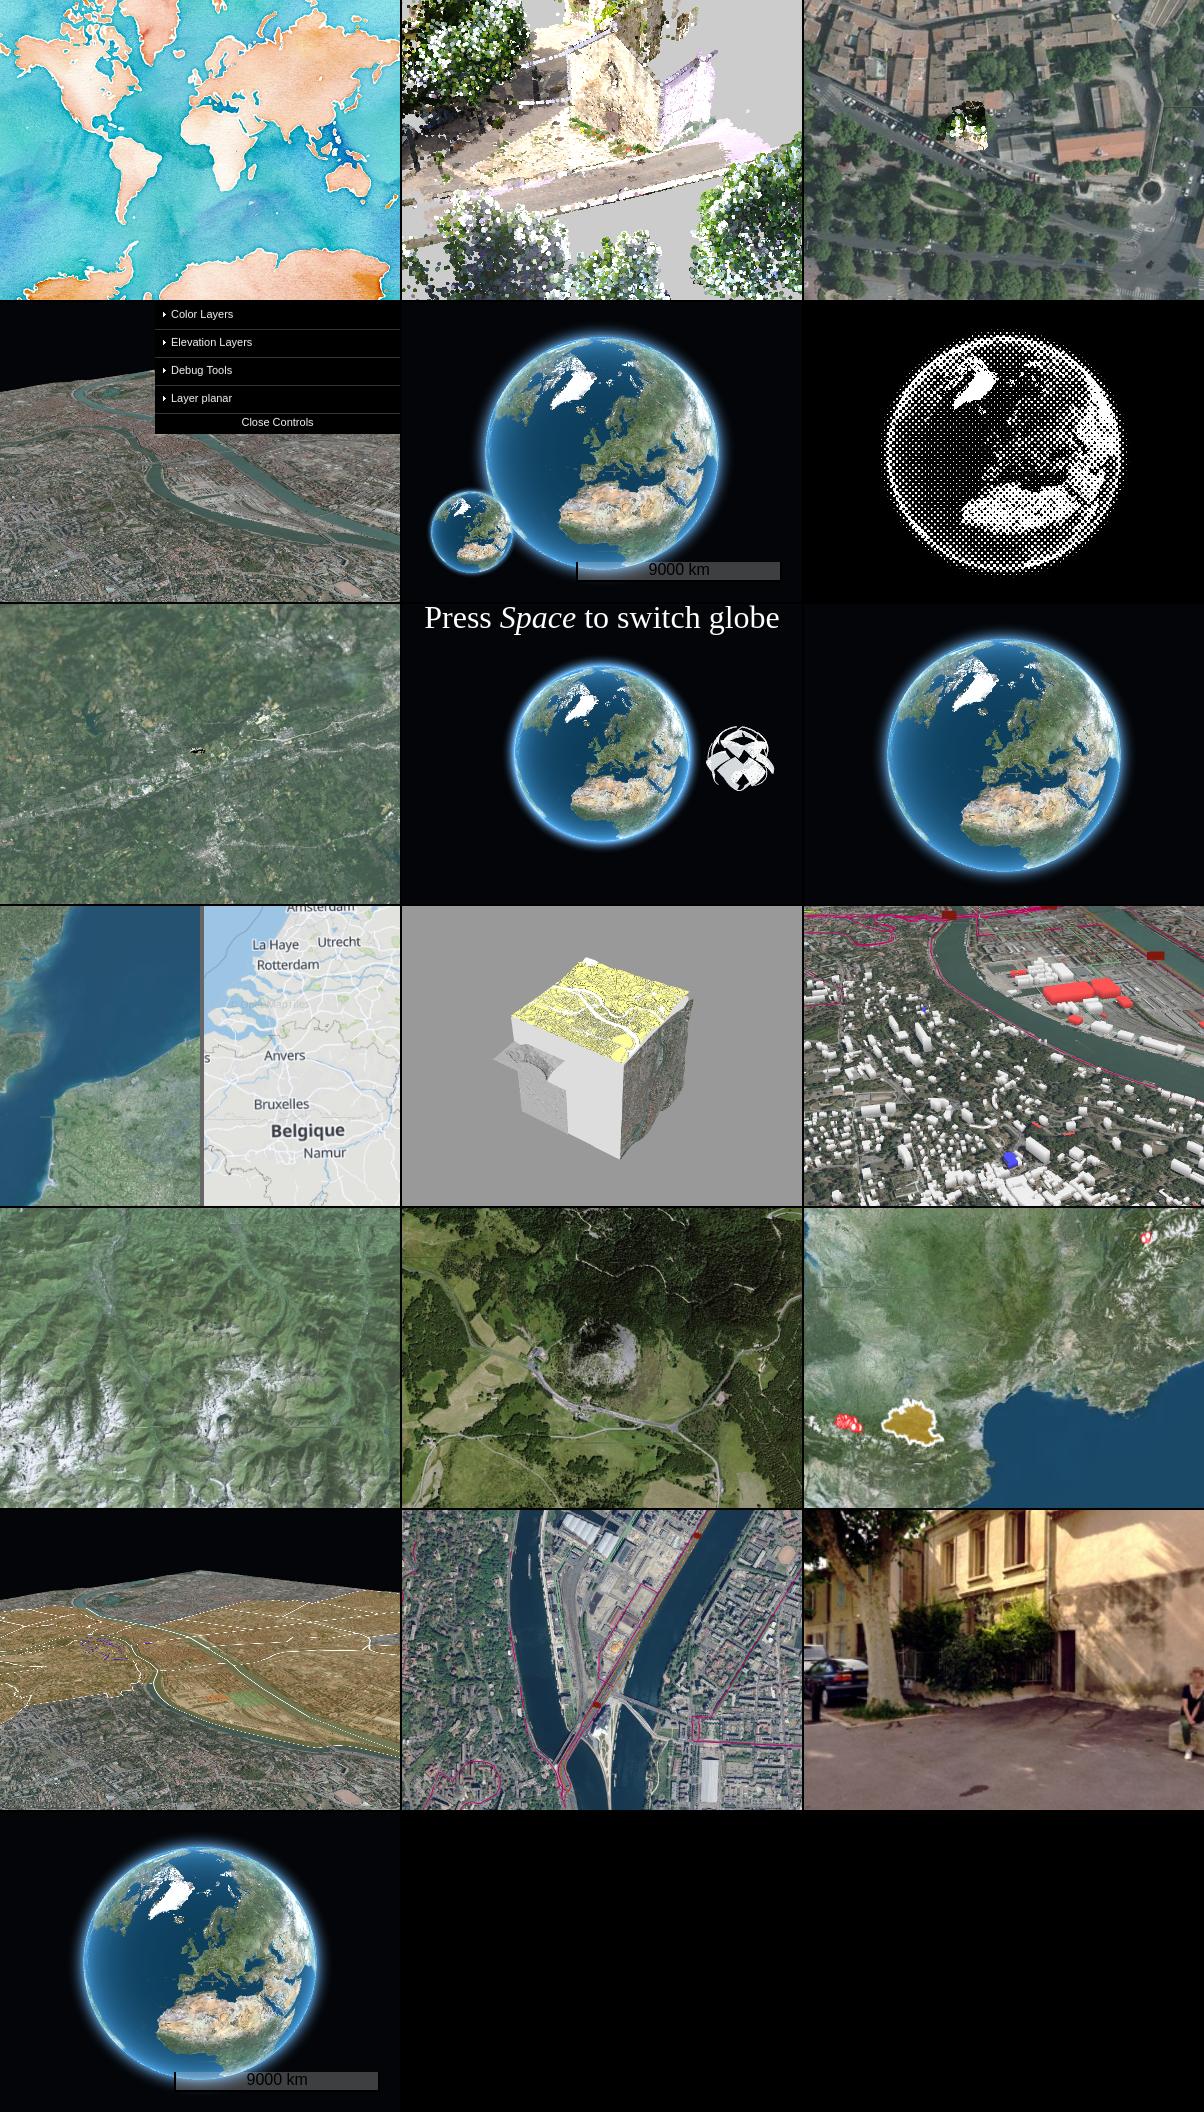 Color Layers
Elevation Layers
Debug Tools
Layer planar
Close Controls
9000 km
Press Space to switch globe
Amsterdam
La Haye
Utrecht
Rotterdam
s
Anvers
Bruxelles
Belgique
Namur
9000 km